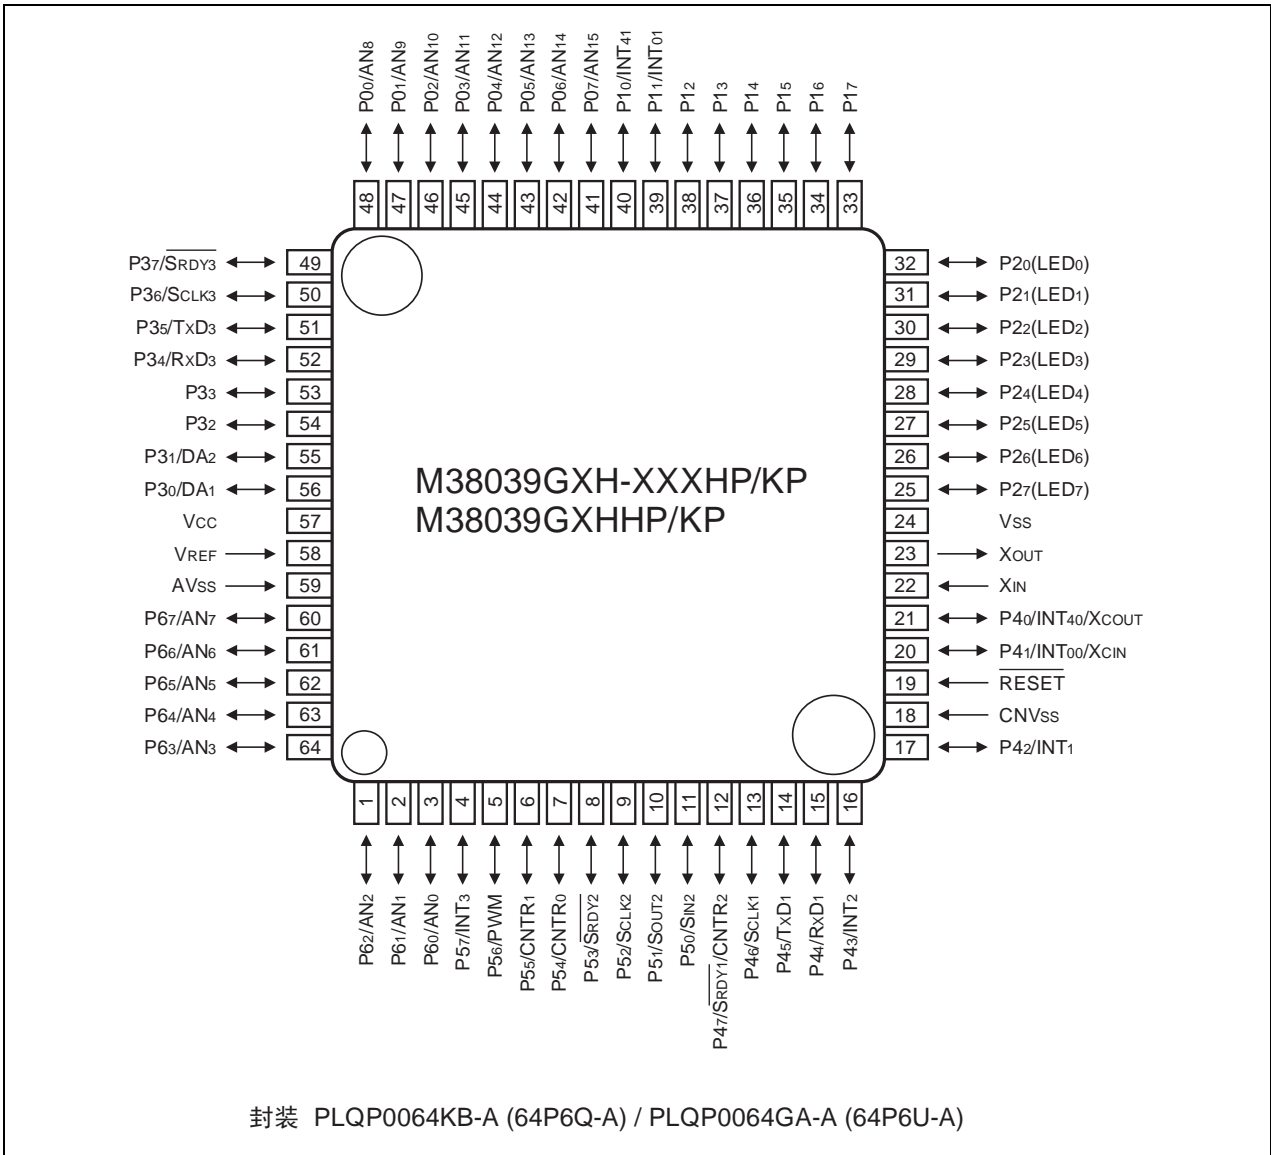 P00/AN8
P01/AN9
P02/AN10
P03/AN11
P04/AN12
P05/AN13
P06/AN14
P07/AN15
P10/INT41
P11/INT01
P12
P13
P14
P15
P16
P17
48
47
46
45
44
43
42
41
40
39
38
37
36
35
34
33
P37/SRDY3 49
P36/SCLK3 50
P35/TXD3 51
P34/RXD3 52
P33 53
P32 54
P31/DA2 55
P30/DA1 56
VCC 57
VREF 58
AVSS 59
P67/AN7 60
P66/AN6 61
P65/AN5 62
P64/AN4 63
P63/AN3 64
M38039GXH-XXXHP/KP
M38039GXHHP/KP
32 P20(LED0)
31 P21(LED1)
30 P22(LED2)
29 P23(LED3)
28 P24(LED4)
27 P25(LED5)
26 P26(LED6)
25 P27(LED7)
24 VSS
23 XOUT
22 XIN
21 P40/INT40/XCOUT
20 P41/INT00/XCIN
19 RESET
18 CNVSS
17 P42/INT1
1
2
3
4
5
6
7
8
9
10
11
12
13
14
15
16
P62/AN2
P61/AN1
P60/AN0
P57/INT3
P56/PWM
P55/CNTR1
P54/CNTR0
P53/SRDY2
P52/SCLK2
P51/SOUT2
P50/SIN2
P47/SRDY1/CNTR2
P46/SCLK1
P45/TXD1
P44/RXD1
P43/INT2
封装 PLQP0064KB-A (64P6Q-A) / PLQP0064GA-A (64P6U-A)